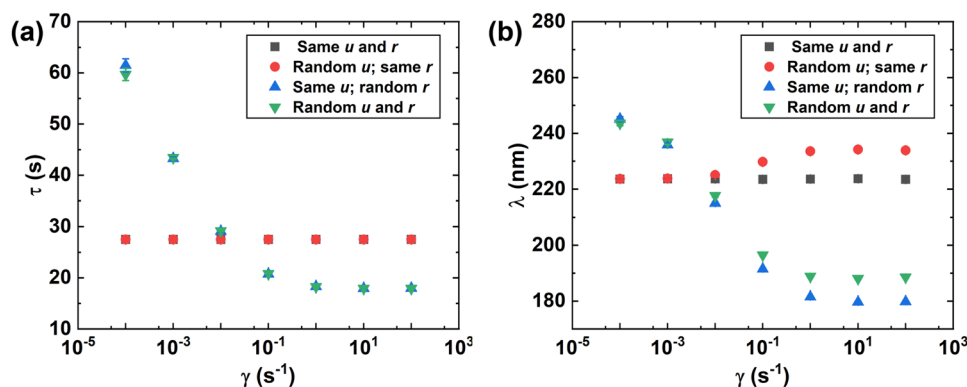 (a)
τ (s)
70
60
50
40
30
20
10
Same u and r
Random u; same r
Same u; random r
Random u and r
10⁻⁵ 10⁻³ 10⁻¹ 10¹ 10³
γ (s⁻¹)
(b)
λ (nm)
280
260
240
220
200
180
Same u and r
Random u; same r
Same u; random r
Random u and r
10⁻⁵ 10⁻³ 10⁻¹ 10¹ 10³
γ (s⁻¹)